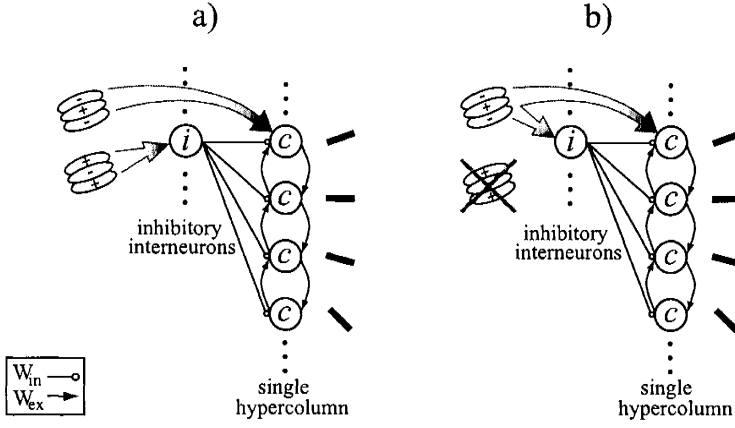 a)
b)
-
+
-
+
-
+
i
c
c
c
c
inhibitory
interneurons
single
hypercolumn
W_in
W_ex
-
+
-
+
+
i
c
c
c
c
inhibitory
interneurons
single
hypercolumn